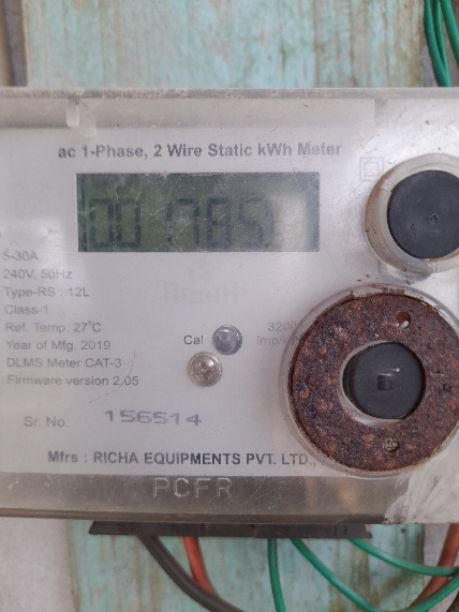 ac 1-Phase, 2 Wire Static kWh Meter
5-30A
240V, 50Hz
Type-RS : 12L
Class-1
Ref. Temp. 27°C
Year of Mfg. 2019
DLMS Meter CAT-3
Firmware version 2.05
Cal
3200
imp/k
Sr. No. 156514
Mfrs : RICHA EQUIPMENTS PVT. LTD.,
PCFR